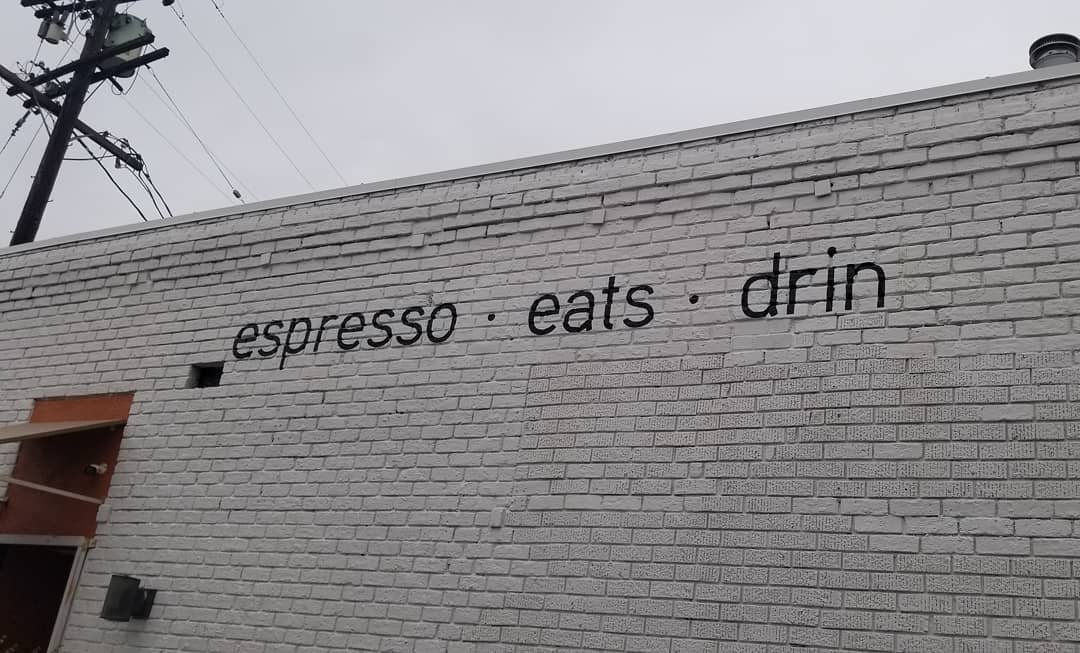 espresso · eats · drin